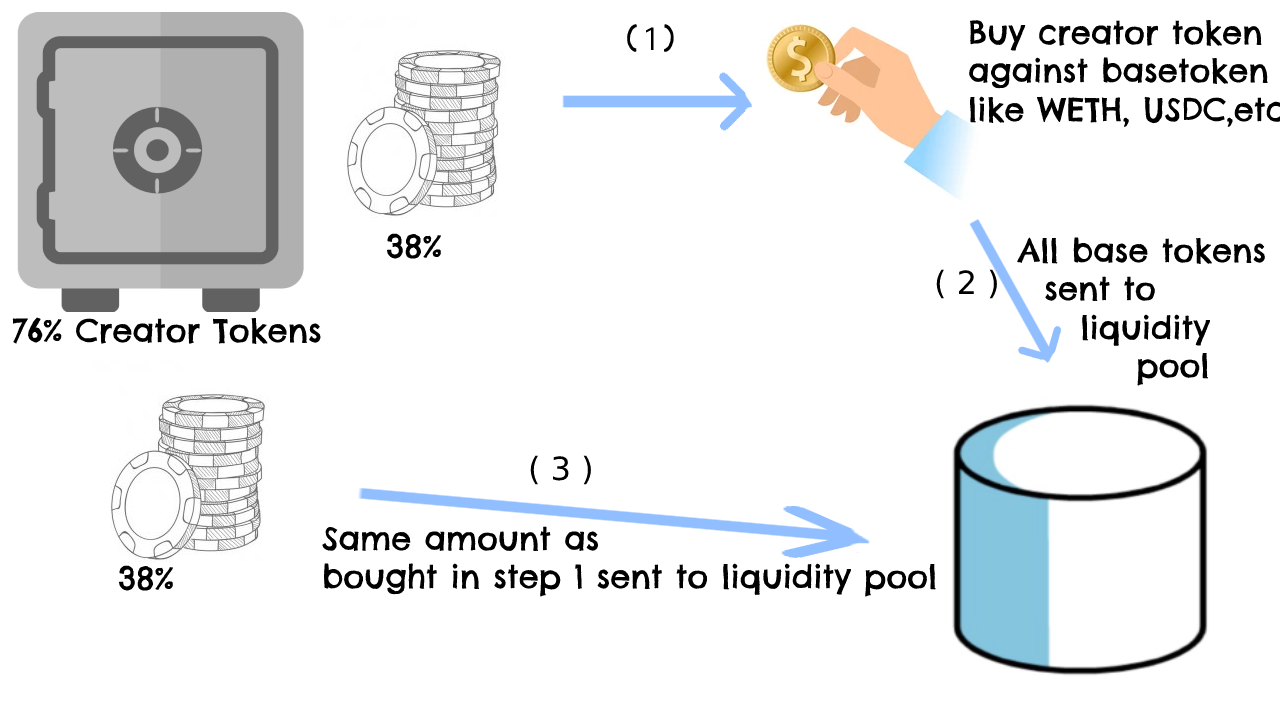 (1)
Buy creator token
against basetoken
like WETH, USDC,etc
38%
All base tokens
( 2 )
sent to
liquidity
pool
76% Creator Tokens
( 3 )
Same amount as
bought in step 1 sent to liquidity pool
38%